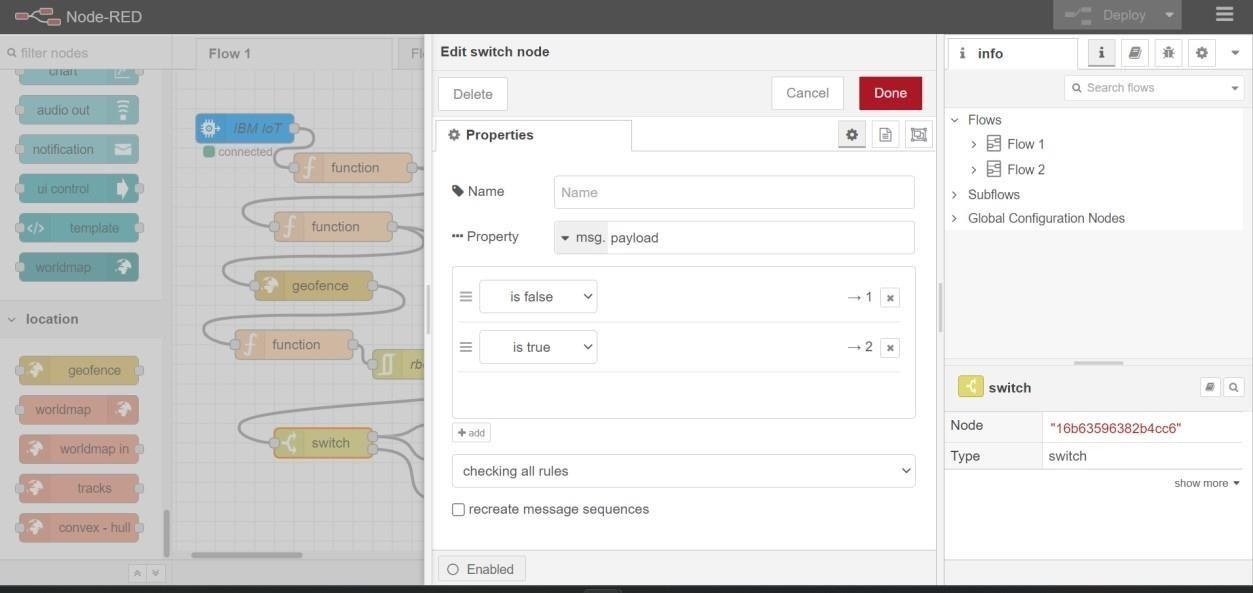 Node-RED
Deploy
filter nodes
chart
audio out
notification
ui control
template
worldmap
location
geofence
worldmap
worldmap in
tracks
convex - hull
Flow 1
Fl
IBM IoT
connected
function
function
geofence
function
rb
switch
Edit switch node
Delete
Cancel
Done
Properties
Name
Name
Property
msg. payload
is false
→ 1
is true
→ 2
add
checking all rules
recreate message sequences
Enabled
info
Search flows
Flows
Flow 1
Flow 2
Subflows
Global Configuration Nodes
switch
Node "16b63596382b4cc6"
Type switch
show more